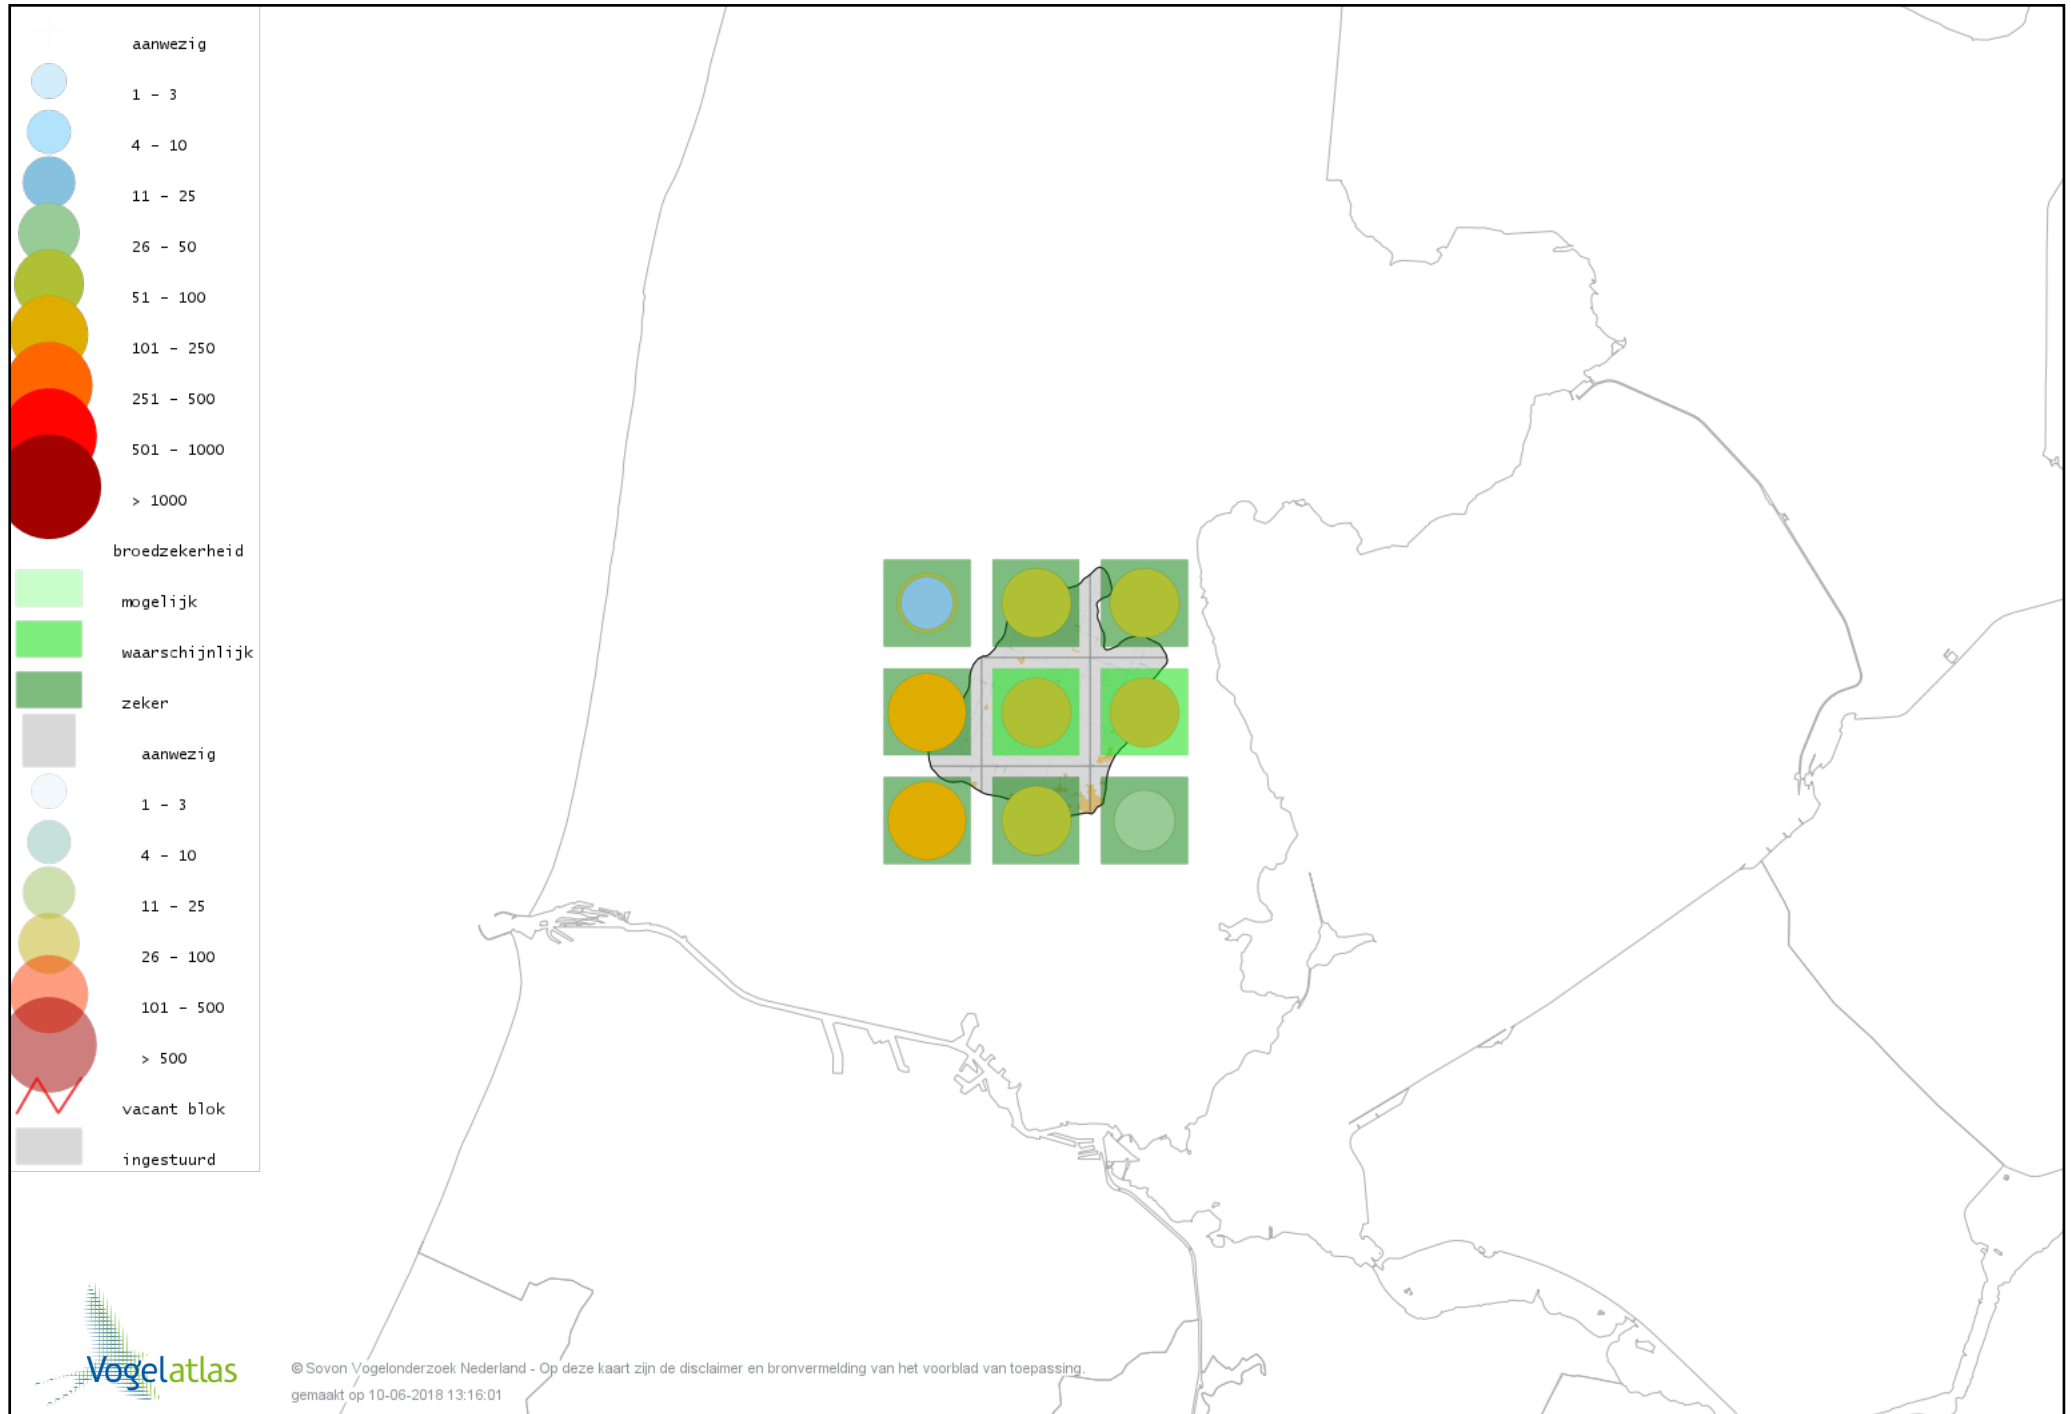 aanwezig
1 - 3
4 - 10
11 - 25
26 - 50
51 - 100
101 - 250
251 - 500
501 - 1000
> 1000
broedzekerheid
mogelijk
waarschijnlijk
zeker
aanwezig
1 - 3
4 - 10
11 - 25
26 - 100
101 - 500
> 500
vacant blok
ingestuurd
Vogelatlas
© Sovon Vogelonderzoek Nederland - Op deze kaart zijn de disclaimer en bronvermelding van het voorblad van toepassing.
gemaakt op 10-06-2018 13:16:01